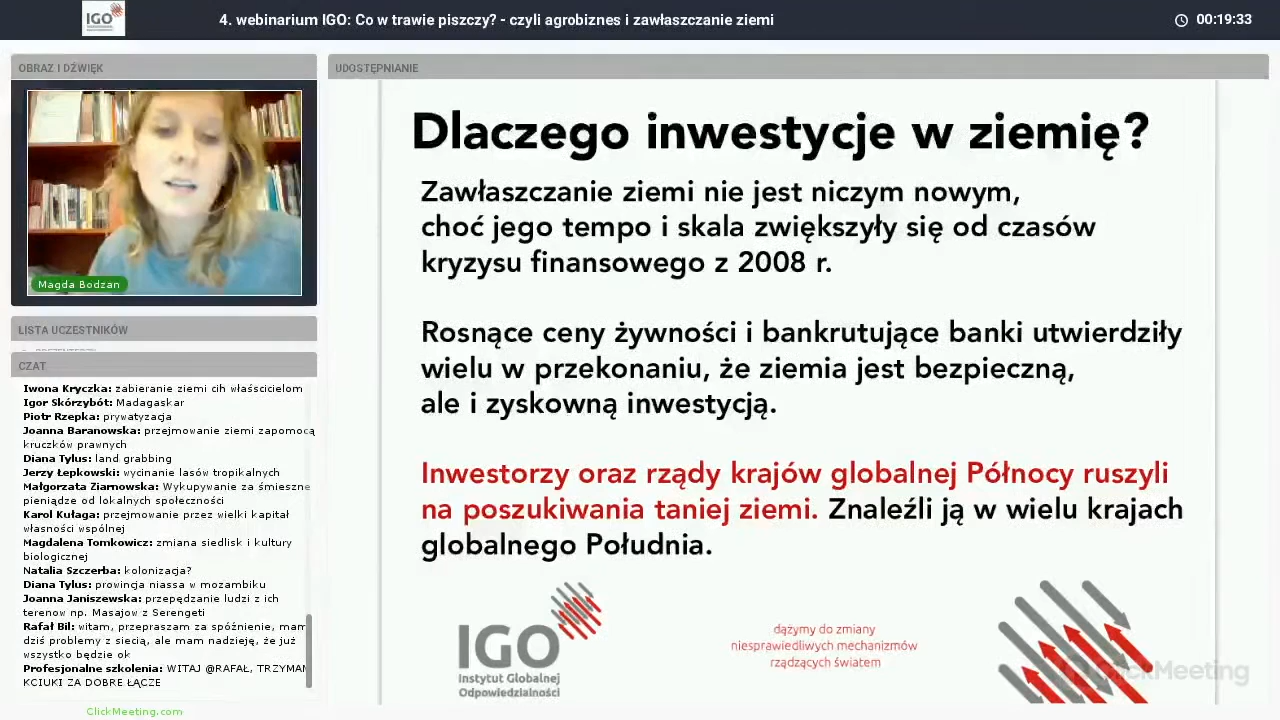 IGO
4. webinarium IGO: Co w trawie piszczy? - czyli agrobiznes i zawłaszczanie ziemi
00:19:33
OBRAZ I DŹWIĘK
Magda Bodzan
LISTA UCZESTNIKÓW
CZAT
Iwona Kryczka: zabieranie ziemi cih właścicielom
Igor Skórzybót: Madagaskar
Piotr Rzepka: prywatyzacja
Joanna Baranowska: przejmowanie ziemi zapomocą
kruczków prawnych
Diana Tylus: land grabbing
Jerzy Łepkowski: wycinanie lasów tropikalnych
Małgorzata Ziarnowska: Wykupywanie za śmieszne
pieniądze od lokalnych społeczności
Karol Kułaga: przejmowanie przez wielki kapitał
własności wspólnej
Magdalena Tomkowicz: zmiana siedlisk i kultury
biologicznej
Natalia Szczerba: kolonizacja?
Diana Tylus: prowincja niassa w mozambiku
Joanna Janiszewska: przepędzanie ludzi z ich
terenow np. Masajow z Serengeti
Rafał Bil: witam, przepraszam za spóźnienie, mam
dziś problemy z siecią, ale mam nadzieję, że już
wszystko będzie ok
Profesjonalne szkolenia: WITAJ @RAFAŁ, TRZYMAM
KCIUKI ZA DOBRE ŁĄCZE
ClickMeeting.com
UDOSTĘPNIANIE
Dlaczego inwestycje w ziemię?
Zawłaszczanie ziemi nie jest niczym nowym,
choć jego tempo i skala zwiększyły się od czasów
kryzysu finansowego z 2008 r.
Rosnące ceny żywności i bankrutujące banki utwierdziły
wielu w przekonaniu, że ziemia jest bezpieczną,
ale i zyskowną inwestycją.
Inwestorzy oraz rządy krajów globalnej Północy ruszyli
na poszukiwania taniej ziemi. Znaleźli ją w wielu krajach
globalnego Południa.
IGO
Instytut Globalnej
Odpowiedzialności
dążymy do zmiany
niesprawiedliwych mechanizmów
rządzących światem
ClickMeeting